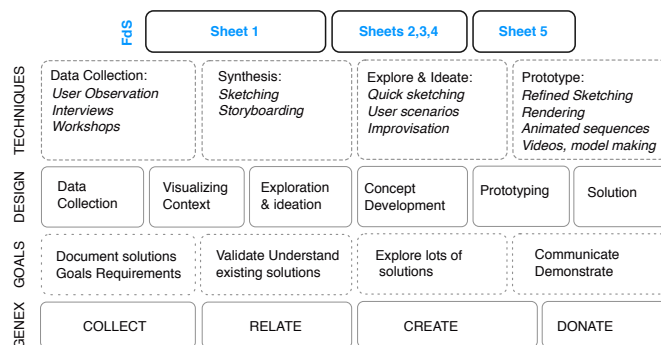 FdS
Sheet 1
Sheets 2,3,4
Sheet 5
TECHNIQUES
Data Collection:
User Observation
Interviews
Workshops
Synthesis:
Sketching
Storyboarding
Explore & Ideate:
Quick sketching
User scenarios
Improvisation
Prototype:
Refined Sketching
Rendering
Animated sequences
Videos, model making
DESIGN
Data
Collection
Visualizing
Context
Exploration
& ideation
Concept
Development
Prototyping
Solution
GOALS
Document solutions
Goals Requirements
Validate Understand
existing solutions
Explore lots of
solutions
Communicate
Demonstrate
GENEX
COLLECT
RELATE
CREATE
DONATE